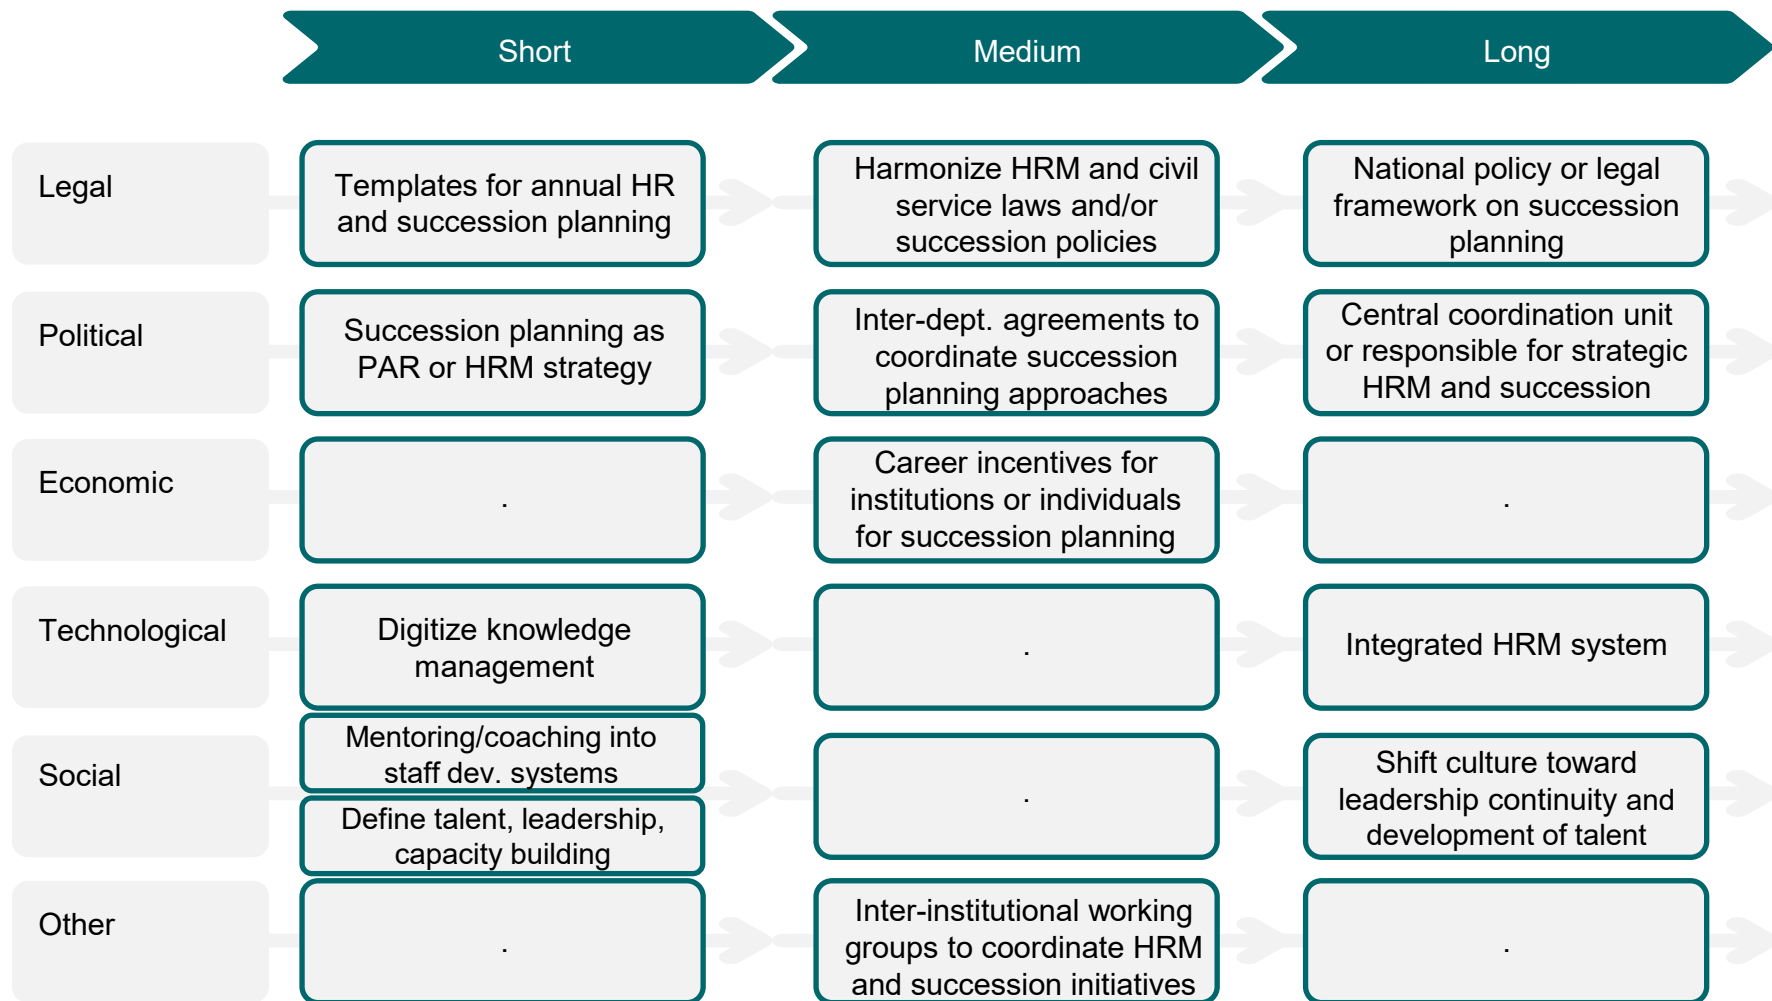 Short
Medium
Long
Legal
Templates for annual HR
and succession planning
Harmonize HRM and civil
service laws and/or
succession policies
National policy or legal
framework on succession
planning
Political
Succession planning as
PAR or HRM strategy
Inter-dept. agreements to
coordinate succession
planning approaches
Central coordination unit
or responsible for strategic
HRM and succession
Economic
.
Career incentives for
institutions or individuals
for succession planning
.
Technological
Digitize knowledge
management
.
Integrated HRM system
Social
Mentoring/coaching into
staff dev. systems
Define talent, leadership,
capacity building
.
Shift culture toward
leadership continuity and
development of talent
Other
.
Inter-institutional working
groups to coordinate HRM
and succession initiatives
.